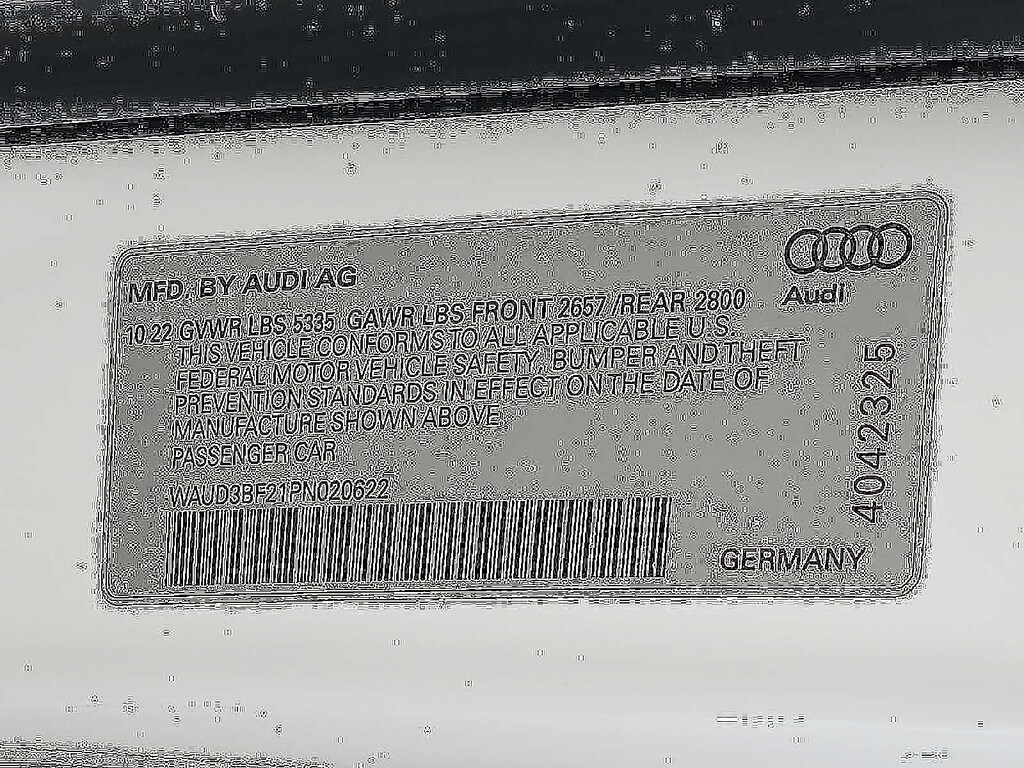 MFD. BY AUDI AG
Audi
10 22 GVWR LBS 5335 GAWR LBS FRONT 2657 /REAR 2800
THIS VEHICLE CONFORMS TO ALL APPLICABLE U.S.
FEDERAL MOTOR VEHICLE SAFETY, BUMPER AND THEFT
PREVENTION STANDARDS IN EFFECT ON THE DATE OF
MANUFACTURE SHOWN ABOVE
PASSENGER CAR
WAUD3BF21PN020622
GERMANY
4042325